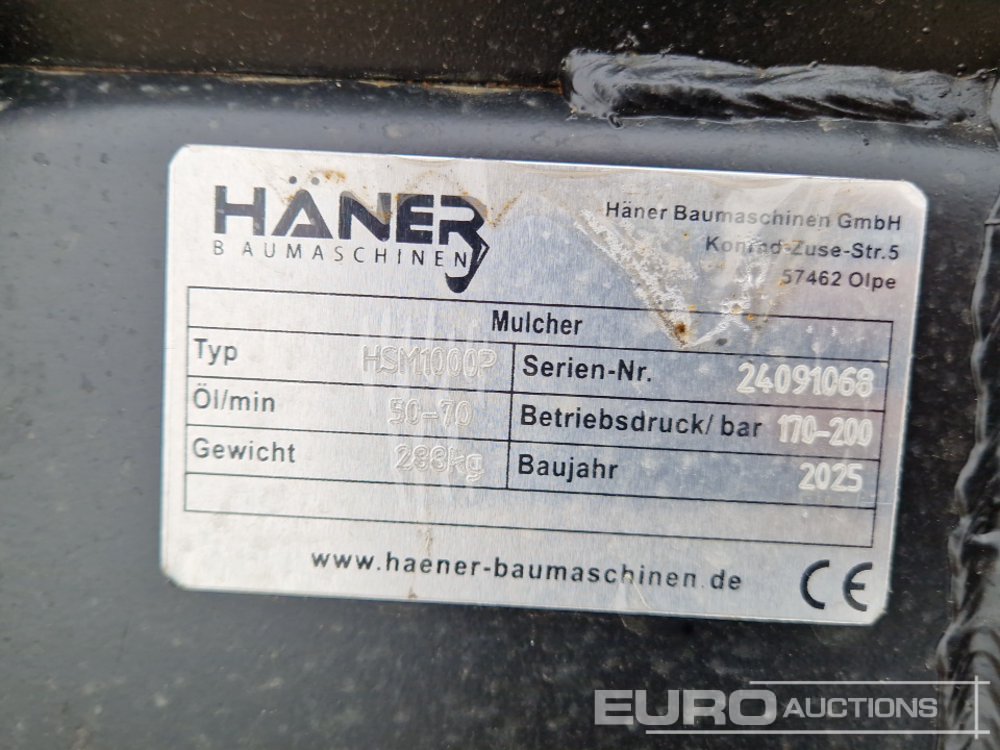 HÄNER
BAUMASCHINEN
Häner Baumaschinen GmbH
Konrad-Zuse-Str.5
57462 Olpe
Mulcher
Typ HSM1000P Serien-Nr. 24091068
Öl/min 50-70 Betriebsdruck/ bar 170-200
Gewicht 288kg Baujahr 2025
www.haener-baumaschinen.de
CE
EURO AUCTIONS